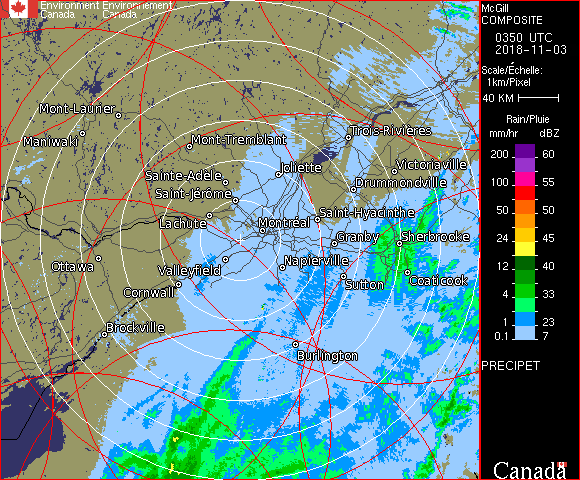 Environment Environnement
Canada Canada
McGill
COMPOSITE
0350 UTC
2018-11-03
Scale/Échelle:
1km/Pixel
40 KM
Rain/Pluie
mm/hr dBZ
200 60
100 55
50 50
24 45
12 40
4 33
1 23
0.1 7
PRECIPET
Canada
Mont-Laurier
Maniwaki
Mont-Tremblant
Trois-Rivières
Sainte-Adèle
Joliette
Victoriaville
Saint-Jérôme
Drummondville
Lachute
Saint-Hyacinthe
Montréal
Granby
Sherbrooke
Ottawa
Valleyfield
Napierville
Cornwall
Sutton
Coaticook
Brockville
Burlington